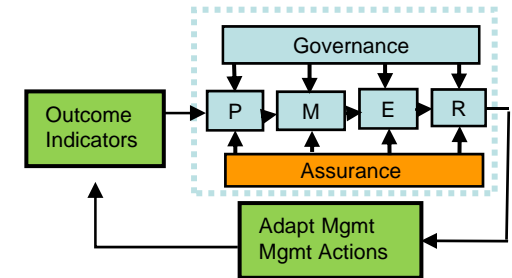 Governance
Outcome
Indicators
P
M
E
R
Assurance
Adapt Mgmt
Mgmt Actions